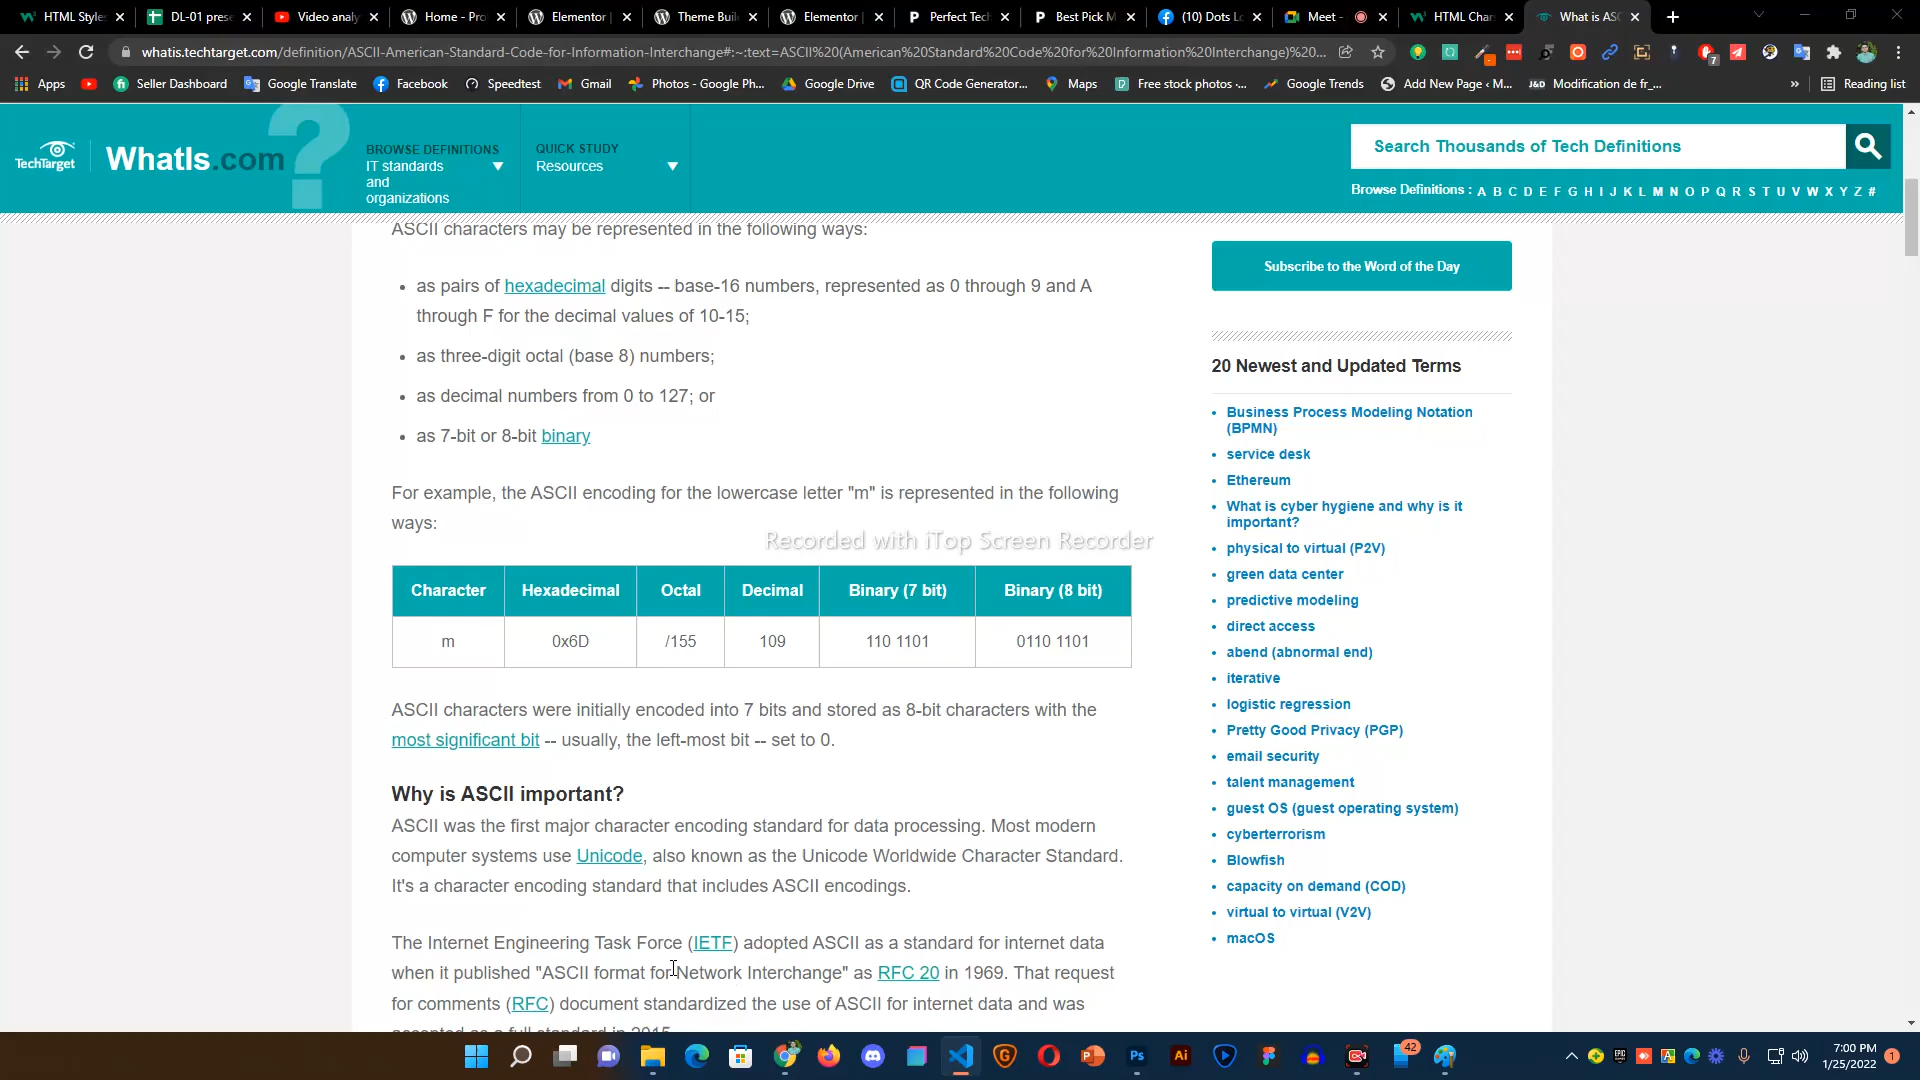 HTML Style:
DL-01 pres
Video analy
Home - Pro
Elementor
Theme Buil
Elementor
Perfect Tec
Best Pick M
(10) Dots Lo
Meet -
HTML Char
What is ASC
whatis.techtarget.com/definition/ASCII-American-Standard-Code-for-Information-Interchange#:~:text=ASCII%20(American%20Standard%20Code%20for%20Information%20Interchange)%20...
7
Apps
Seller Dashboard
Google Translate
Facebook
Speedtest
Gmail
Photos - Google Ph...
Google Drive
QR Code Generator...
Maps
Free stock photos ·...
Google Trends
Add New Page ‹ M...
J&D Modification de fr_...
»
Reading list
TechTarget
WhatIs.com
?
BROWSE DEFINITIONS
IT standards
and
organizations
QUICK STUDY
Resources
Search Thousands of Tech Definitions
Browse Definitions : A B C D E F G H I J K L M N O P Q R S T U V W X Y Z #
ASCII characters may be represented in the following ways:
• as pairs of hexadecimal digits -- base-16 numbers, represented as 0 through 9 and A
through F for the decimal values of 10-15;
• as three-digit octal (base 8) numbers;
• as decimal numbers from 0 to 127; or
• as 7-bit or 8-bit binary
For example, the ASCII encoding for the lowercase letter "m" is represented in the following
ways:
Recorded with iTop Screen Recorder
Character Hexadecimal Octal Decimal Binary (7 bit) Binary (8 bit)
m 0x6D /155 109 110 1101 0110 1101
ASCII characters were initially encoded into 7 bits and stored as 8-bit characters with the
most significant bit -- usually, the left-most bit -- set to 0.
Why is ASCII important?
ASCII was the first major character encoding standard for data processing. Most modern
computer systems use Unicode, also known as the Unicode Worldwide Character Standard.
It's a character encoding standard that includes ASCII encodings.
The Internet Engineering Task Force (IETF) adopted ASCII as a standard for internet data
when it published "ASCII format for Network Interchange" as RFC 20 in 1969. That request
for comments (RFC) document standardized the use of ASCII for internet data and was
accepted as a full standard in 2015.
Subscribe to the Word of the Day
20 Newest and Updated Terms
• Business Process Modeling Notation
(BPMN)
• service desk
• Ethereum
• What is cyber hygiene and why is it
important?
• physical to virtual (P2V)
• green data center
• predictive modeling
• direct access
• abend (abnormal end)
• iterative
• logistic regression
• Pretty Good Privacy (PGP)
• email security
• talent management
• guest OS (guest operating system)
• cyberterrorism
• Blowfish
• capacity on demand (COD)
• virtual to virtual (V2V)
• macOS
Ps
Ai
42
7:00 PM
1/25/2022
1